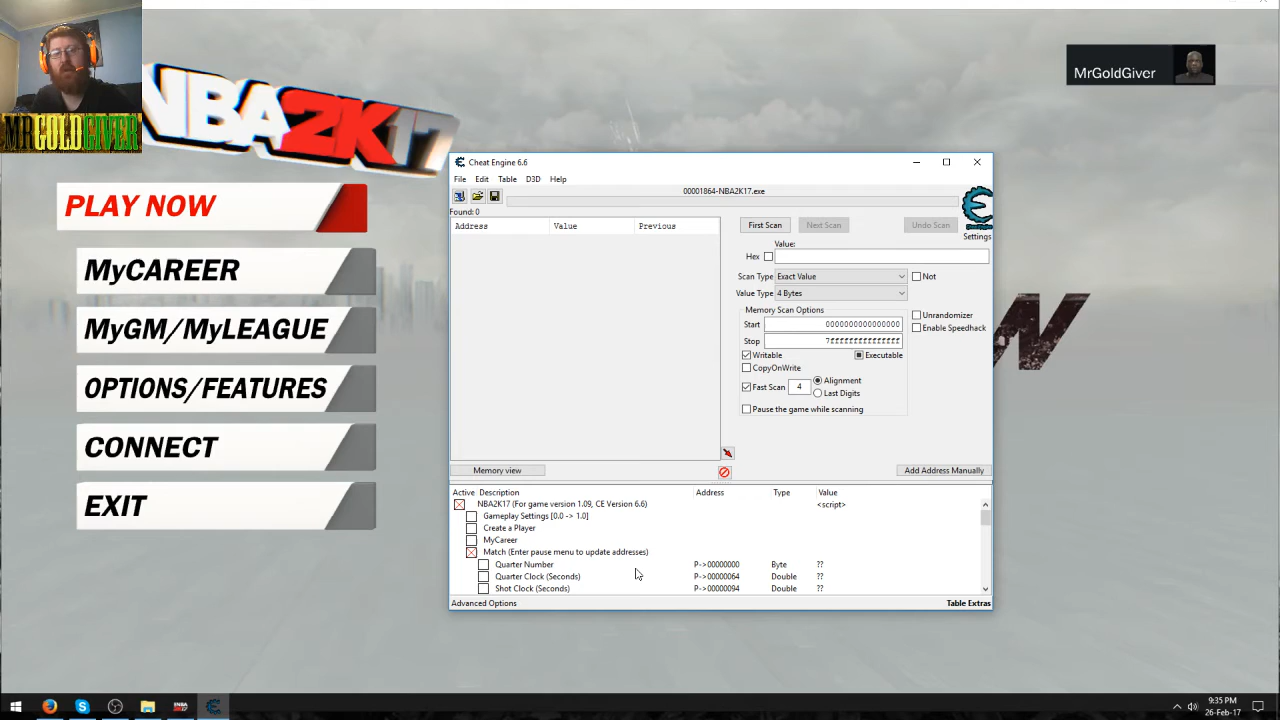 MRGOLDGIVER
NBA2K17
MrGoldGiver
PLAY NOW
MyCAREER
MyGM/MyLEAGUE
OPTIONS/FEATURES
CONNECT
EXIT
W
Cheat Engine 6.6
File Edit Table D3D Help
00001864-NBA2K17.exe
Found: 0
Settings
Address Value Previous
First Scan Next Scan Undo Scan
Value:
Hex
Scan Type Exact Value Not
Value Type 4 Bytes
Memory Scan Options
Start 0000000000000000
Unrandomizer
Stop 7fffffffffffffff
Enable Speedhack
Writable Executable
CopyOnWrite
Fast Scan 4 Alignment
Last Digits
Pause the game while scanning
Memory view Add Address Manually
Active Description Address Type Value
NBA2K17 (For game version 1.09, CE Version 6.6) <script>
Gameplay Settings [0.0 -> 1.0]
Create a Player
MyCareer
Match (Enter pause menu to update addresses)
Quarter Number P->00000000 Byte ??
Quarter Clock (Seconds) P->00000064 Double ??
Shot Clock (Seconds) P->00000094 Double ??
Advanced Options Table Extras
9:35 PM
26-Feb-17